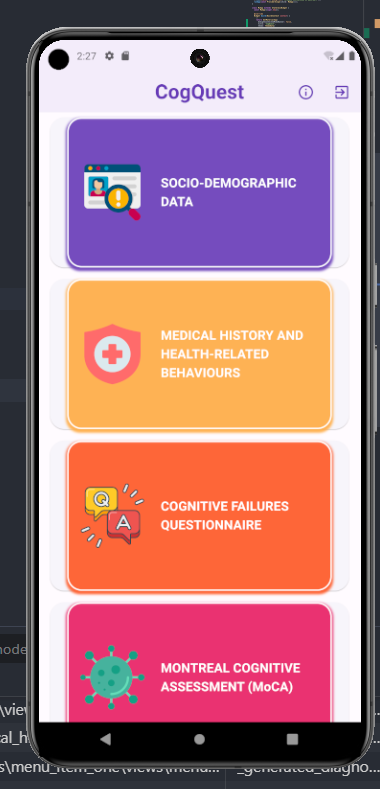 2:27
CogQuest
SOCIO-DEMOGRAPHIC
DATA
MEDICAL HISTORY AND
HEALTH-RELATED
BEHAVIOURS
Q
A
COGNITIVE FAILURES
QUESTIONNAIRE
MONTREAL COGNITIVE
ASSESSMENT (MoCA)
node
\view
cal_h
s\menu_item_one\views\menu...
_generated_diagno...